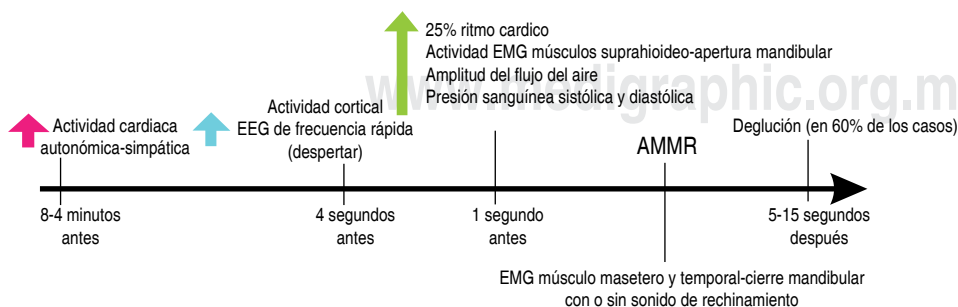 25% ritmo cardico
Actividad EMG músculos suprahioideo-apertura mandibular
Amplitud del flujo del aire
Presión sanguínea sistólica y diastólica
www.medigraphic.org.m
Actividad cardiaca
autonómica-simpática
Actividad cortical
EEG de frecuencia rápida
(despertar)
AMMR
Deglución (en 60% de los casos)
8-4 minutos
antes
4 segundos
antes
1 segundo
antes
5-15 segundos
después
EMG músculo masetero y temporal-cierre mandibular
con o sin sonido de rechinamiento